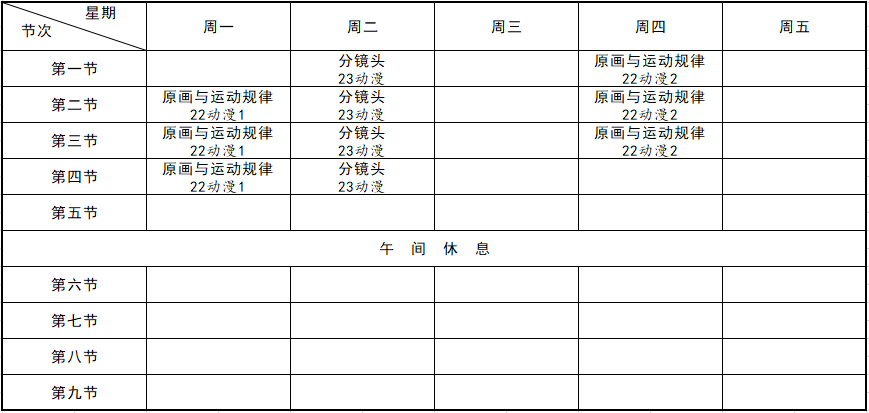 星期
节次
周一
周二
周三
周四
周五
第一节
分镜头
23动漫
原画与运动规律
22动漫2
第二节
原画与运动规律
22动漫1
分镜头
23动漫
原画与运动规律
22动漫2
第三节
原画与运动规律
22动漫1
分镜头
23动漫
原画与运动规律
22动漫2
第四节
原画与运动规律
22动漫1
分镜头
23动漫
第五节
午 间 休 息
第六节
第七节
第八节
第九节